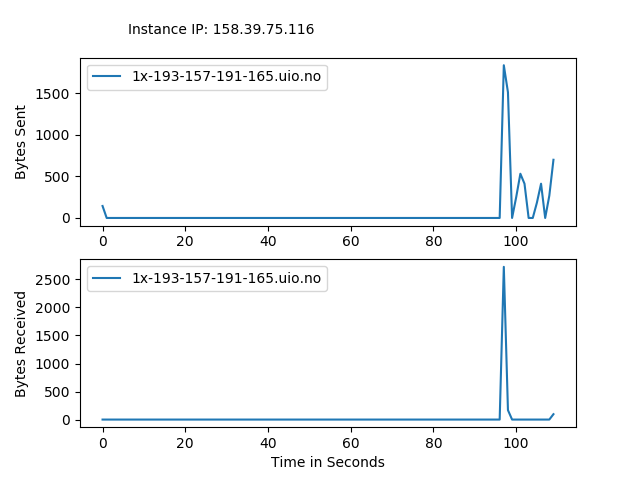 Instance IP: 158.39.75.116
1x-193-157-191-165.uio.no
Bytes Sent
1500
1000
500
0
0 20 40 60 80 100
1x-193-157-191-165.uio.no
Bytes Received
2500
2000
1500
1000
500
0
0 20 40 60 80 100
Time in Seconds